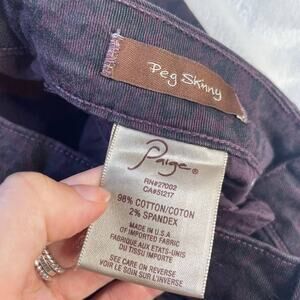 Peg Skinny
Paige®
RN#27002
CA#51217
98% COTTON/COTON
2% SPANDEX
MADE IN U.S.A
OF IMPORTED FABRIC
FABRIQUÉ AUX ETATS-UNIS
DU TISSU IMPORTÉ
SEE CARE ON REVERSE
VOIR LE SOIN SUR L'INVERSE